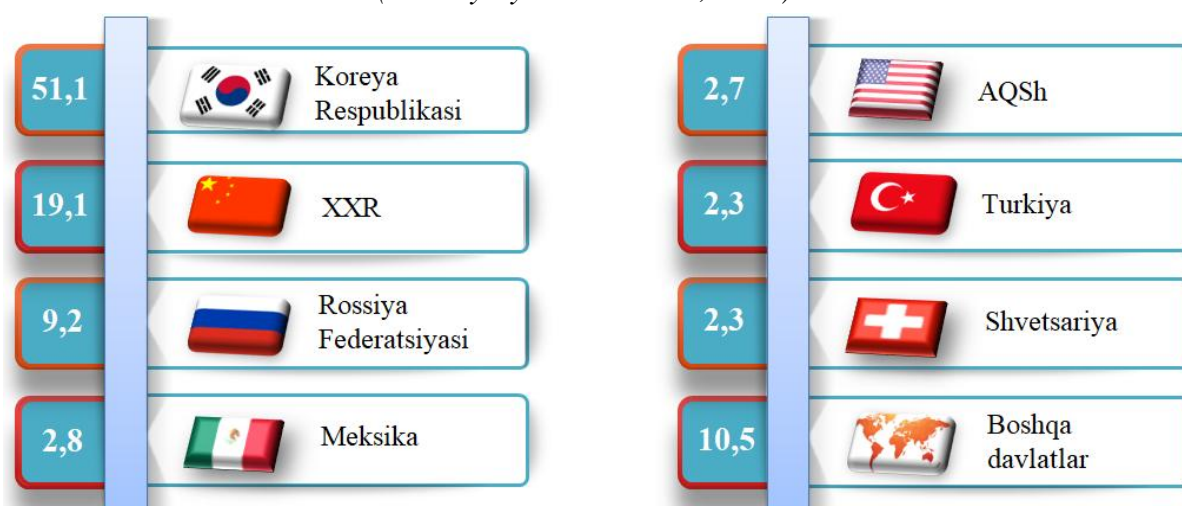 51,1
Koreya
Respublikasi
19,1
XXR
9,2
Rossiya
Federatsiyasi
2,8
Meksika
2,7
AQSh
2,3
Turkiya
2,3
Shvetsariya
10,5
Boshqa
davlatlar